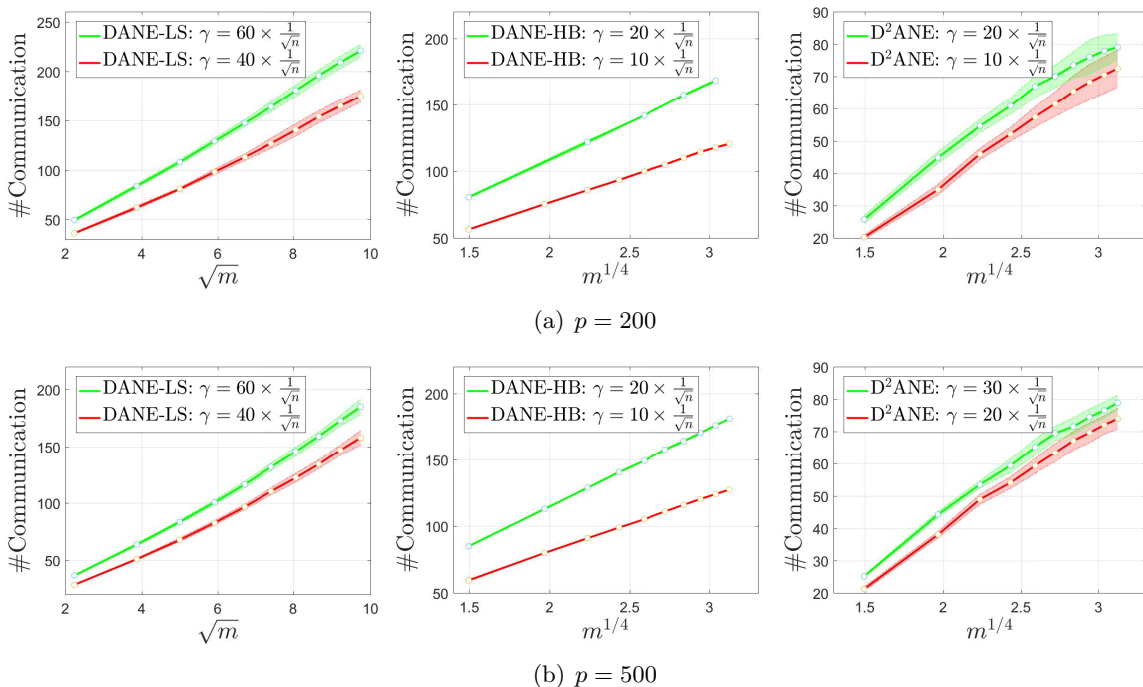 #Communication
250
200
150
100
50
2
4
6
8
10
√m
DANE-LS: γ = 60 × 1/√n
DANE-LS: γ = 40 × 1/√n
#Communication
200
150
100
50
1.5
2
2.5
3
m^{1/4}
DANE-HB: γ = 20 × 1/√n
DANE-HB: γ = 10 × 1/√n
#Communication
90
80
70
60
50
40
30
20
1.5
2
2.5
3
m^{1/4}
D²ANE: γ = 20 × 1/√n
D²ANE: γ = 10 × 1/√n
(a) p = 200
#Communication
200
150
100
50
2
4
6
8
10
√m
DANE-LS: γ = 60 × 1/√n
DANE-LS: γ = 40 × 1/√n
#Communication
200
150
100
50
1.5
2
2.5
3
m^{1/4}
DANE-HB: γ = 20 × 1/√n
DANE-HB: γ = 10 × 1/√n
#Communication
90
80
70
60
50
40
30
20
1.5
2
2.5
3
m^{1/4}
D²ANE: γ = 30 × 1/√n
D²ANE: γ = 20 × 1/√n
(b) p = 500